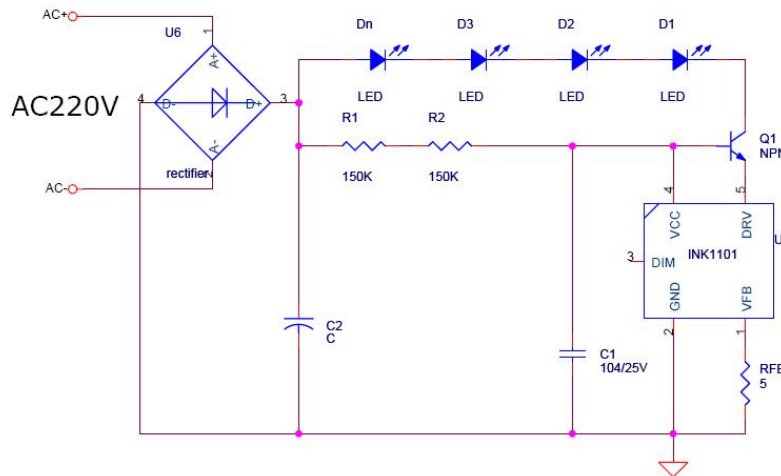 AC+
U6
1
A+
Dn
D3
D2
D1
AC220V
4
D-
D+
3
LED
LED
LED
LED
A-
2
rectifier
AC-
R1
R2
150K
150K
Q1
NPN
4
5
VCC
DRV
U
INK1101
3
DIM
GND
VFB
2
1
C2
C
C1
104/25V
RFB
5